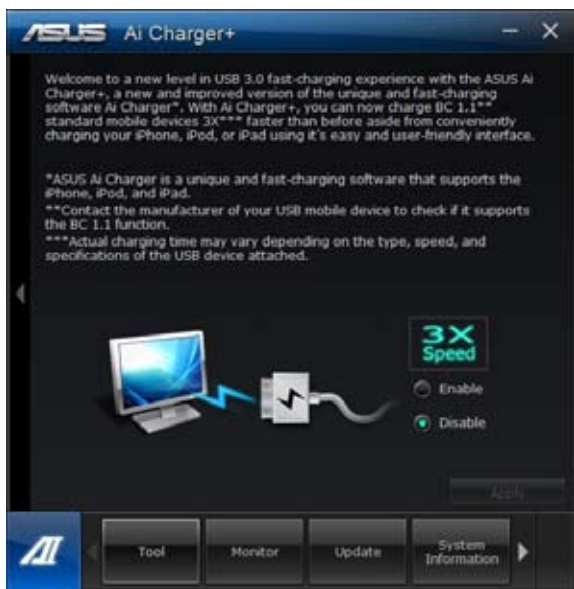 ASUS Ai Charger+
Welcome to a new level in USB 3.0 fast-charging experience with the ASUS Ai
Charger+, a new and improved version of the unique and fast-charging
software Ai Charger*. With Ai Charger+, you can now charge BC 1.1**
standard mobile devices 3X*** faster than before aside from conveniently
charging your iPhone, iPod, or iPad using it's easy and user-friendly interface.
*ASUS Ai Charger is a unique and fast-charging software that supports the
iPhone, iPod, and iPad.
**Contact the manufacturer of your USB mobile device to check if it supports
the BC 1.1 function.
***Actual charging time may vary depending on the type, speed, and
specifications of the USB device attached.
3X
Speed
Enable
Disable
Apply
AI
Tool
Monitor
Update
System
Information